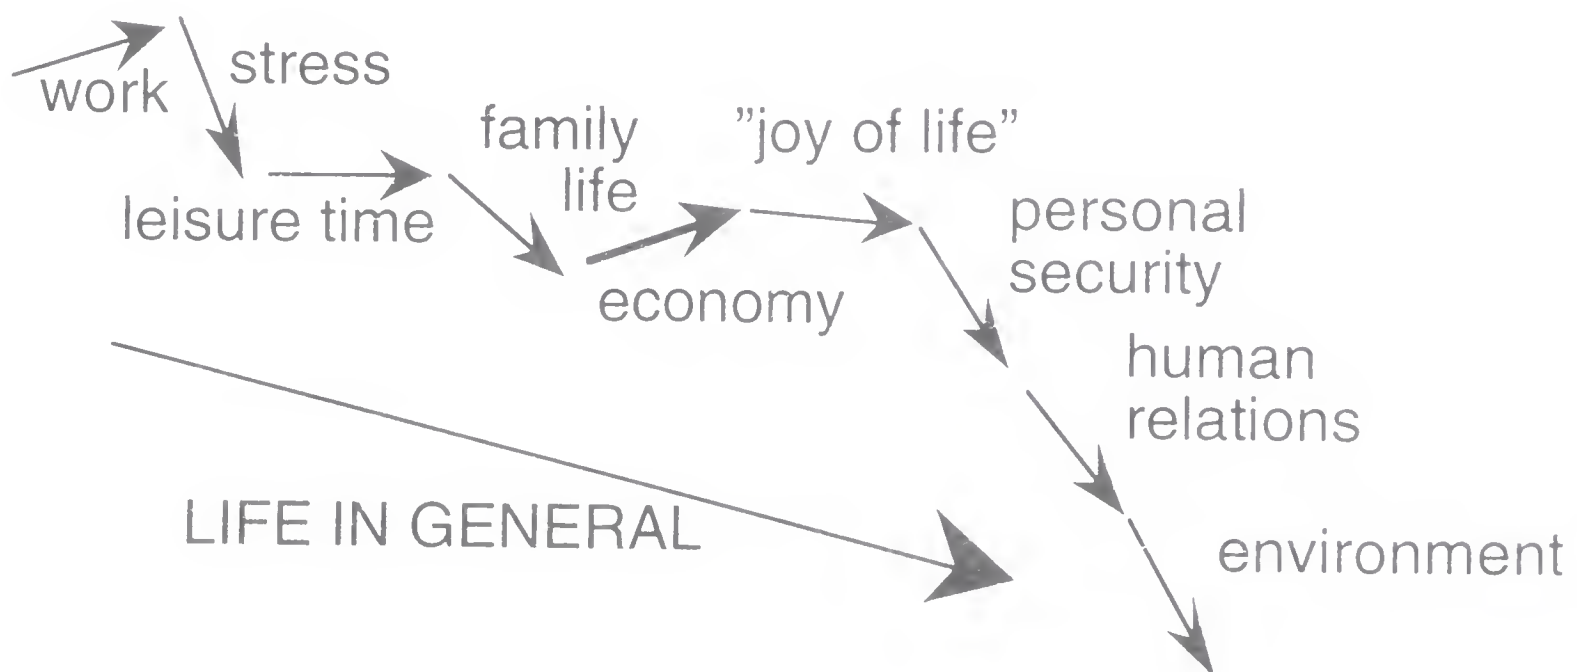 work
stress
leisure time
family
life
economy
”joy of life”
personal
security
human
relations
environment
LIFE IN GENERAL